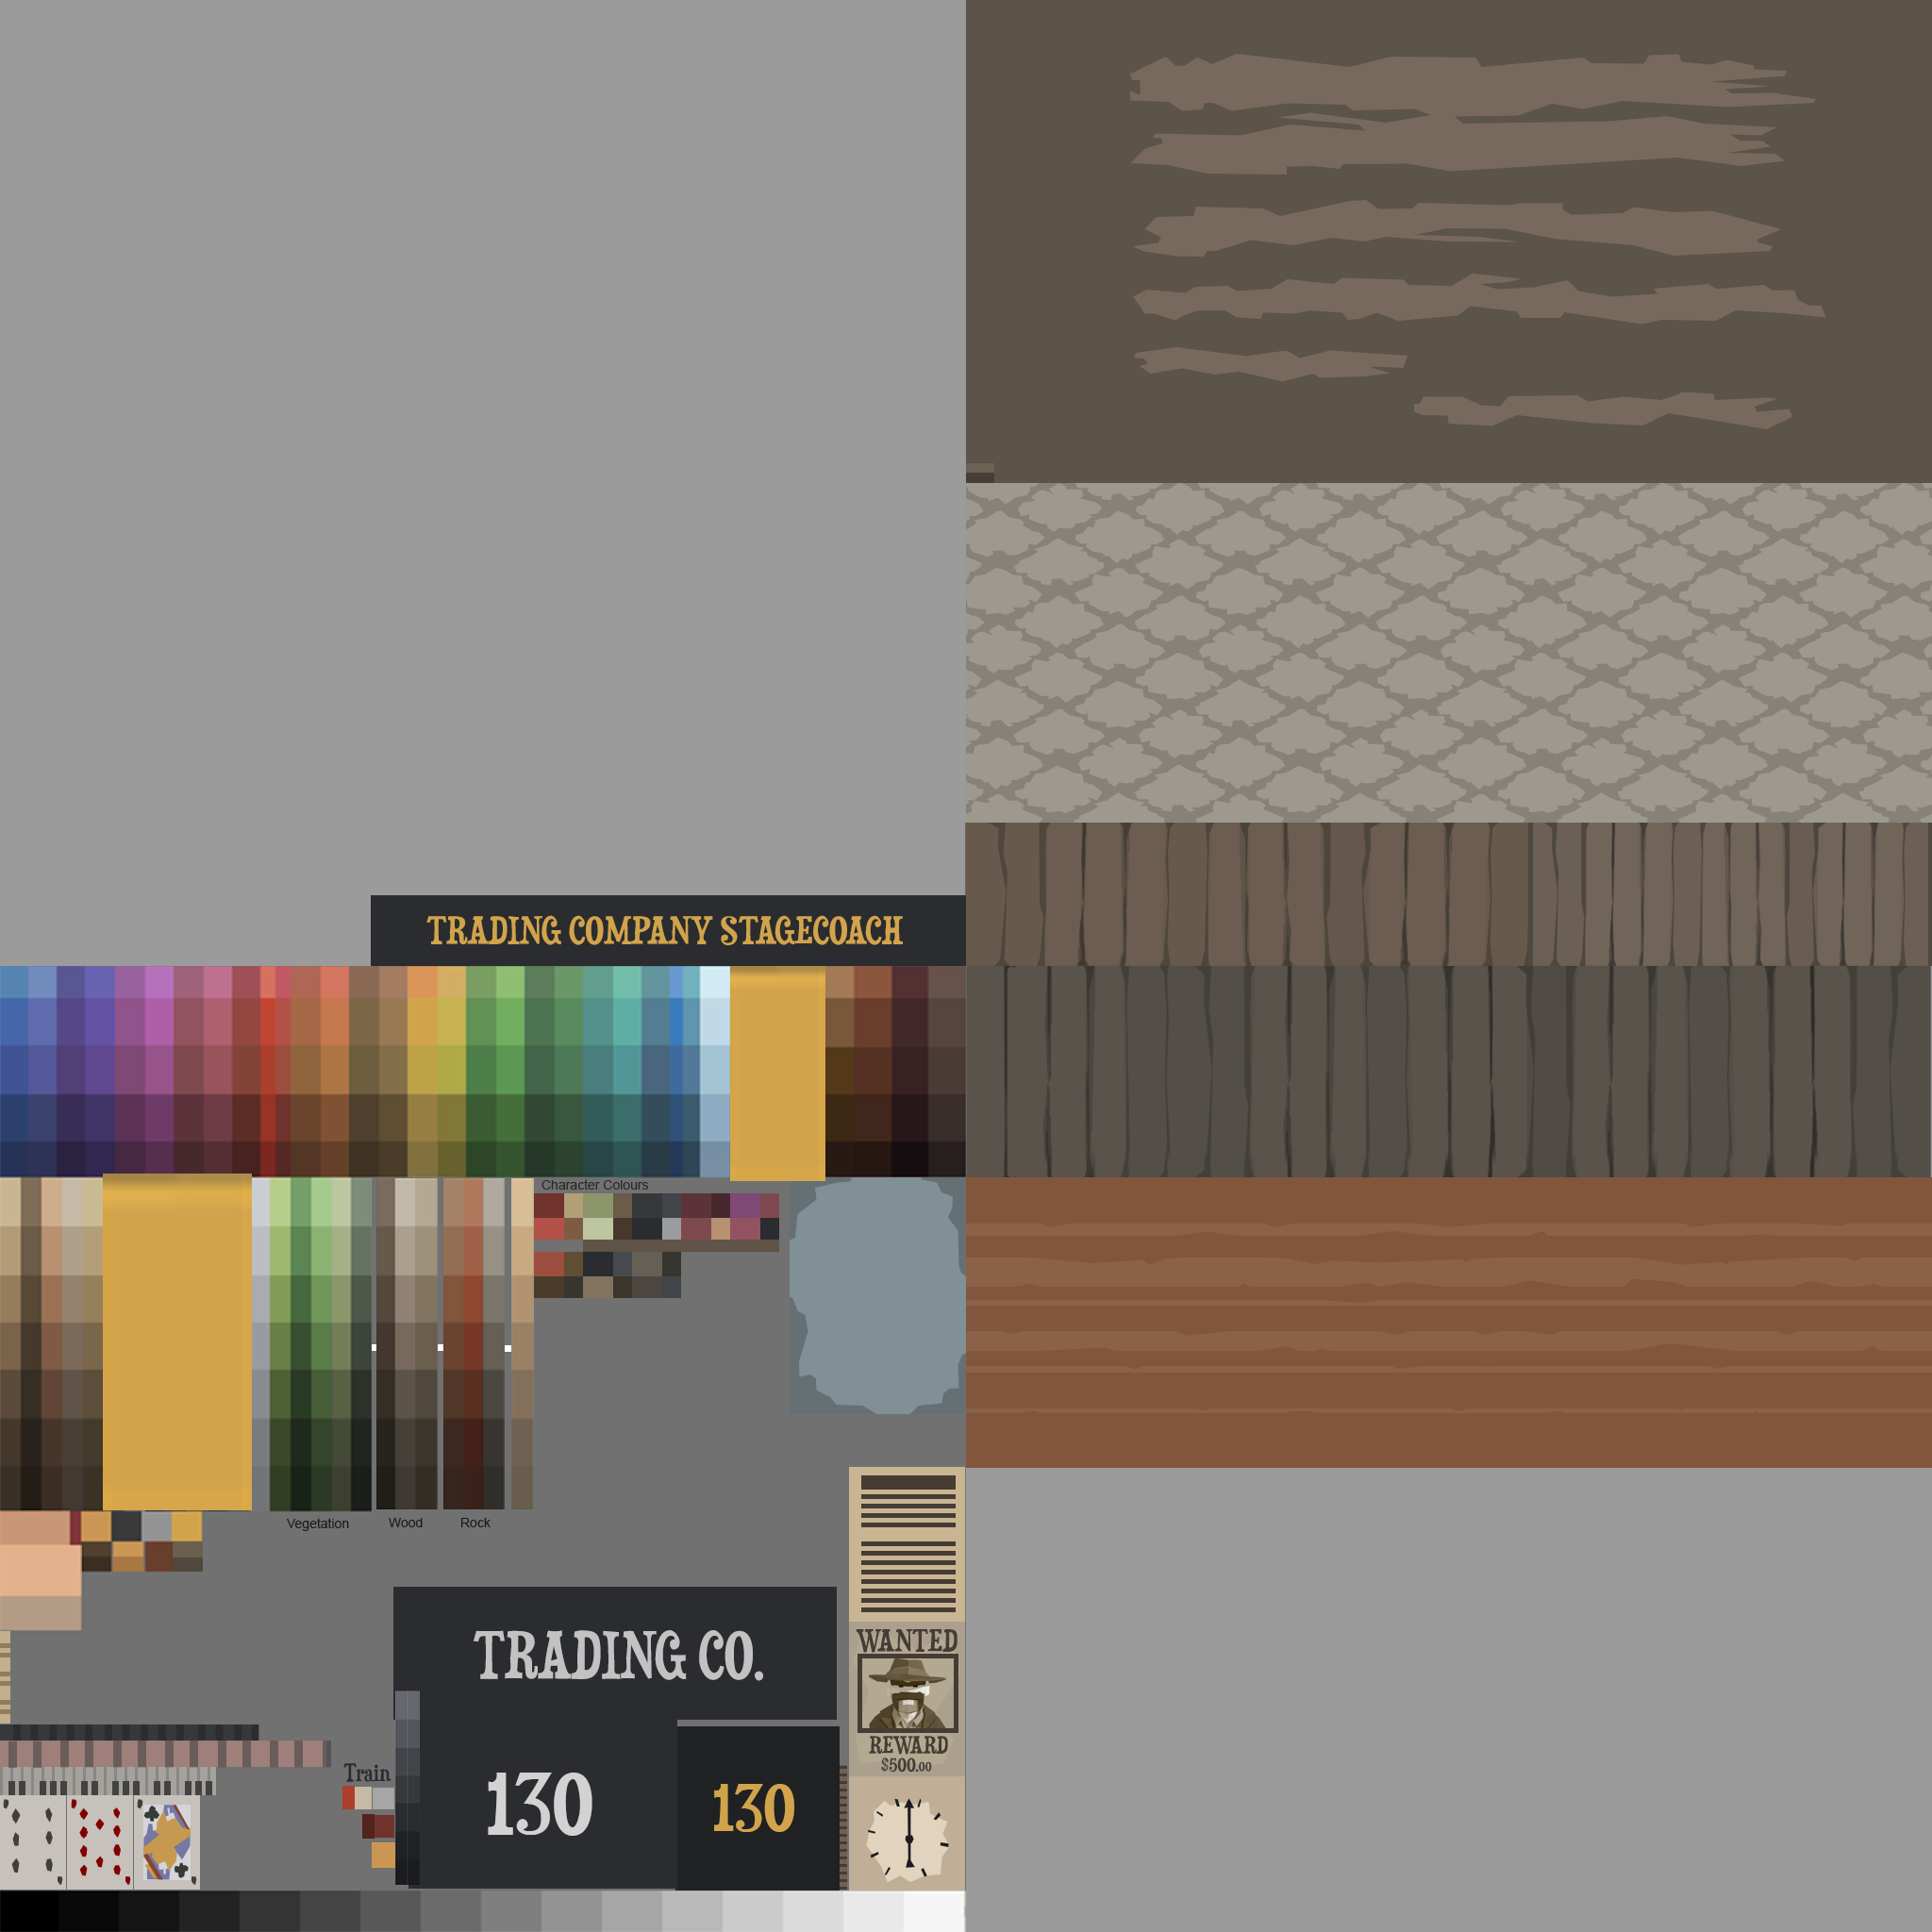 TRADING COMPANY STAGECOACH
Character Colours
Vegetation
Wood
Rock
TRADING CO.
WANTED
REWARD
$500.00
Train
130
130